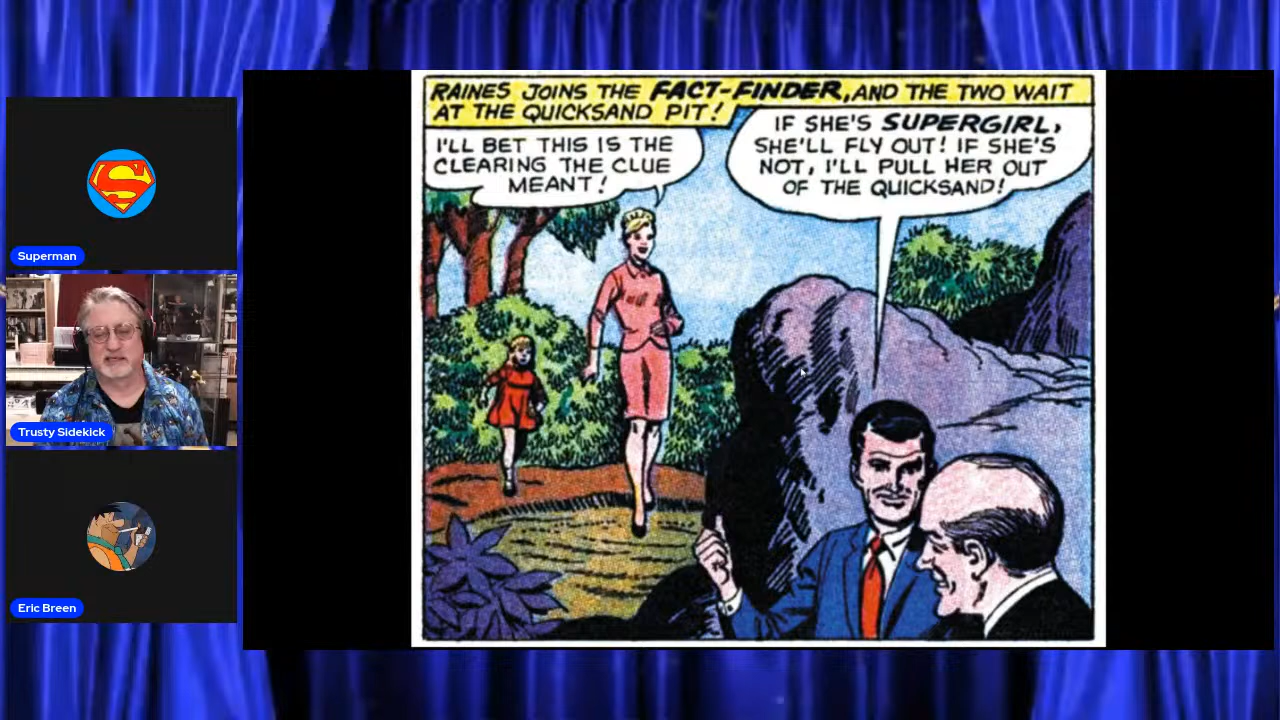 RAINES JOINS THE FACT-FINDER, AND THE TWO WAIT
AT THE QUICKSAND PIT!
I'LL BET THIS IS THE
CLEARING THE CLUE
MEANT!
IF SHE'S SUPERGIRL,
SHE'LL FLY OUT! IF SHE'S
NOT, I'LL PULL HER OUT
OF THE QUICKSAND!
Superman
Trusty Sidekick
Eric Breen